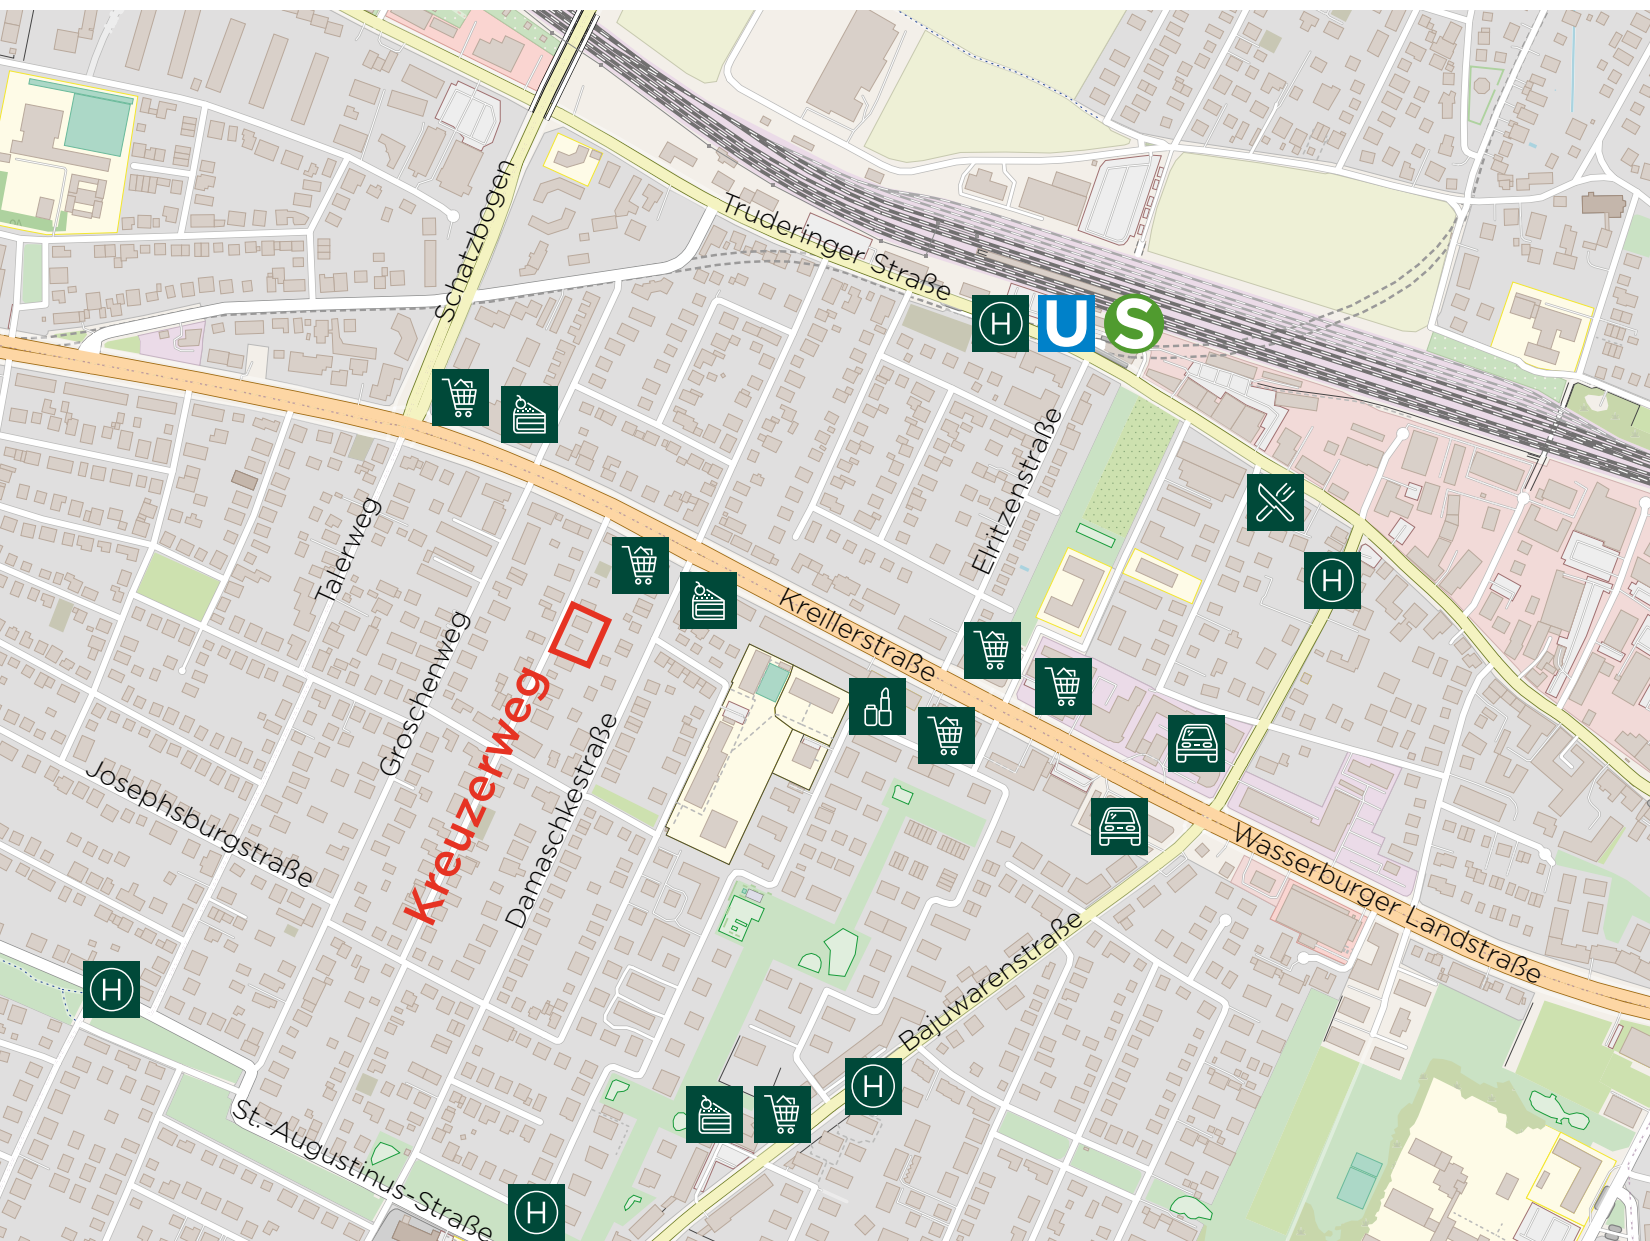 Schatzbogen
Truderinger Straße
H
U
S
Elritzenstraße
Talerweg
H
Kreillerstraße
Groschenweg
Kreuzerweg
Damaschkestraße
Josephsburgstraße
Wasserburger Landstraße
Bajuwarenstraße
H
H
St.-Augustinus-Straße
H